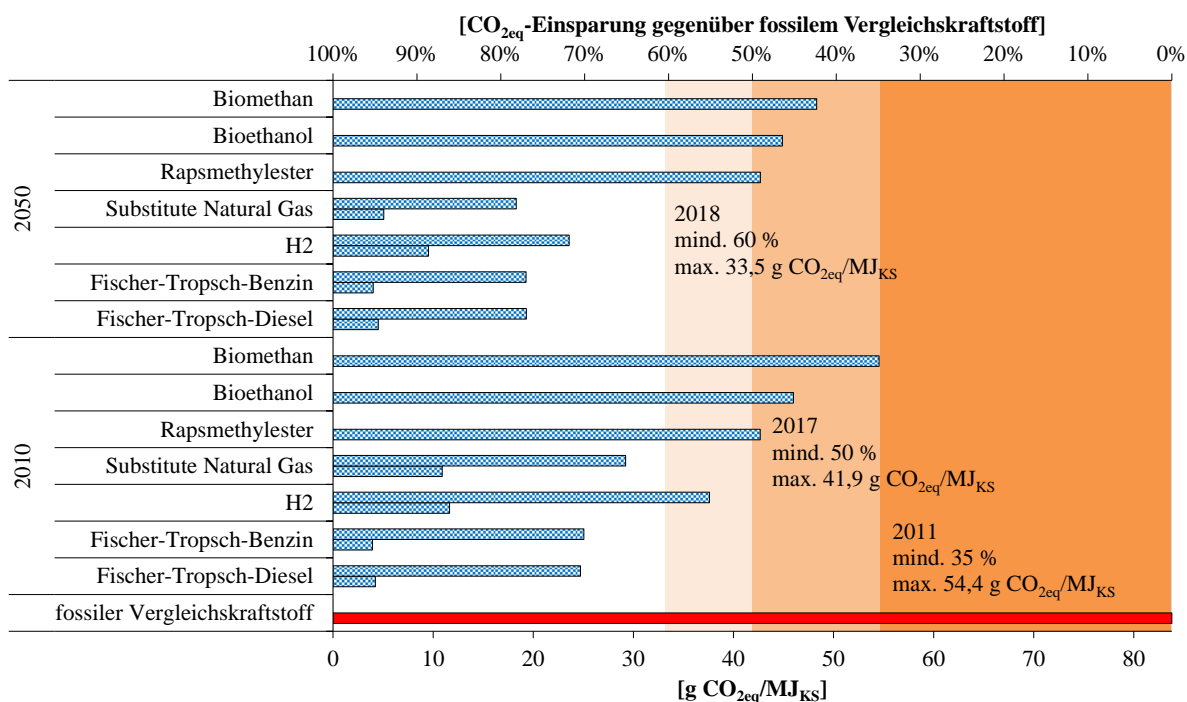 [CO2eq-Einsparung gegenüber fossilem Vergleichskraftstoff]
100% 90% 80% 70% 60% 50% 40% 30% 20% 10% 0%
2050
Biomethan
Bioethanol
Rapsmethylester
Substitute Natural Gas
H2
Fischer-Tropsch-Benzin
Fischer-Tropsch-Diesel
2018
mind. 60 %
max. 33,5 g CO2eq/MJKS
2010
Biomethan
Bioethanol
Rapsmethylester
Substitute Natural Gas
H2
Fischer-Tropsch-Benzin
Fischer-Tropsch-Diesel
2017
mind. 50 %
max. 41,9 g CO2eq/MJKS
2011
mind. 35 %
max. 54,4 g CO2eq/MJKS
fossiler Vergleichskraftstoff
0 10 20 30 40 50 60 70 80
[g CO2eq/MJKS]